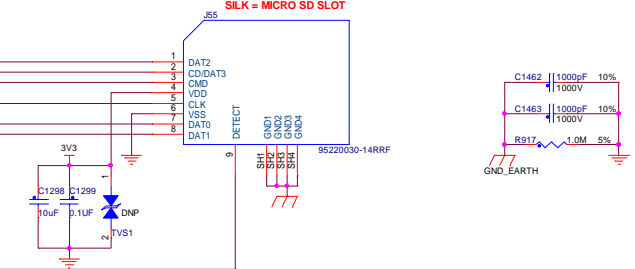 SILK = MICRO SD SLOT
J55
1 DAT2
2 CD/DAT3
3 CMD
4 VDD
5 CLK
6 VSS
7 DAT0
8 DAT1
DETECT
GND1
GND2
GND3
GND4
9
SH1
SH2
SH3
SH4
95220030-14RRF
3V3
C1298
10uF
C1299
0.1UF
1
DNP
2
TVS1
C1462 1000pF 10%
1000V
C1463 1000pF 10%
1000V
R917 1.0M 5%
GND_EARTH